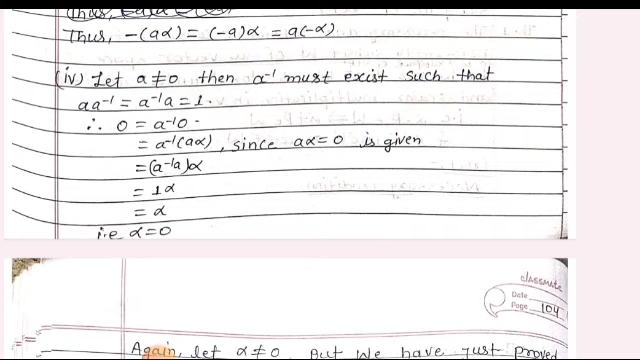 Thus,
Thus, -(aα) = (-a)α = a(-α)
(iv) Let a ≠ 0 then a⁻¹ must exist such that
aa⁻¹ = a⁻¹a = 1.
∴ 0 = a⁻¹0
= a⁻¹(aα), since aα = 0 is given
= (a⁻¹a)α
= 1α
= α
i.e α = 0
classmate
Date
Page 104
Again, let α ≠ 0. But we have just proved